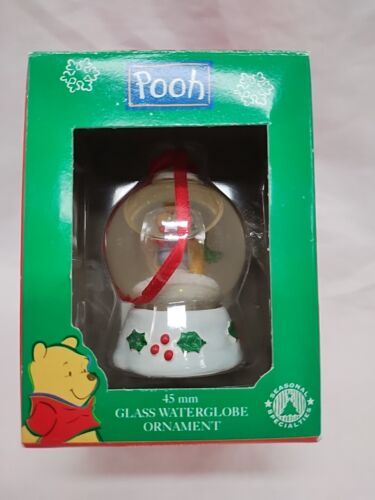 Pooh
45 mm
GLASS WATERGLOBE
ORNAMENT
SEASONAL
SPECIALTIES